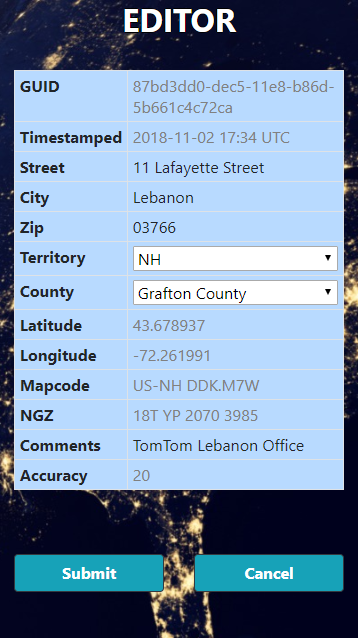 EDITOR
GUID 87bd3dd0-dec5-11e8-b86d-
5b661c4c72ca
Timestamped 2018-11-02 17:34 UTC
Street 11 Lafayette Street
City Lebanon
Zip 03766
Territory NH
County Grafton County
Latitude 43.678937
Longitude -72.261991
Mapcode US-NH DDK.M7W
NGZ 18T YP 2070 3985
Comments TomTom Lebanon Office
Accuracy 20
Submit Cancel